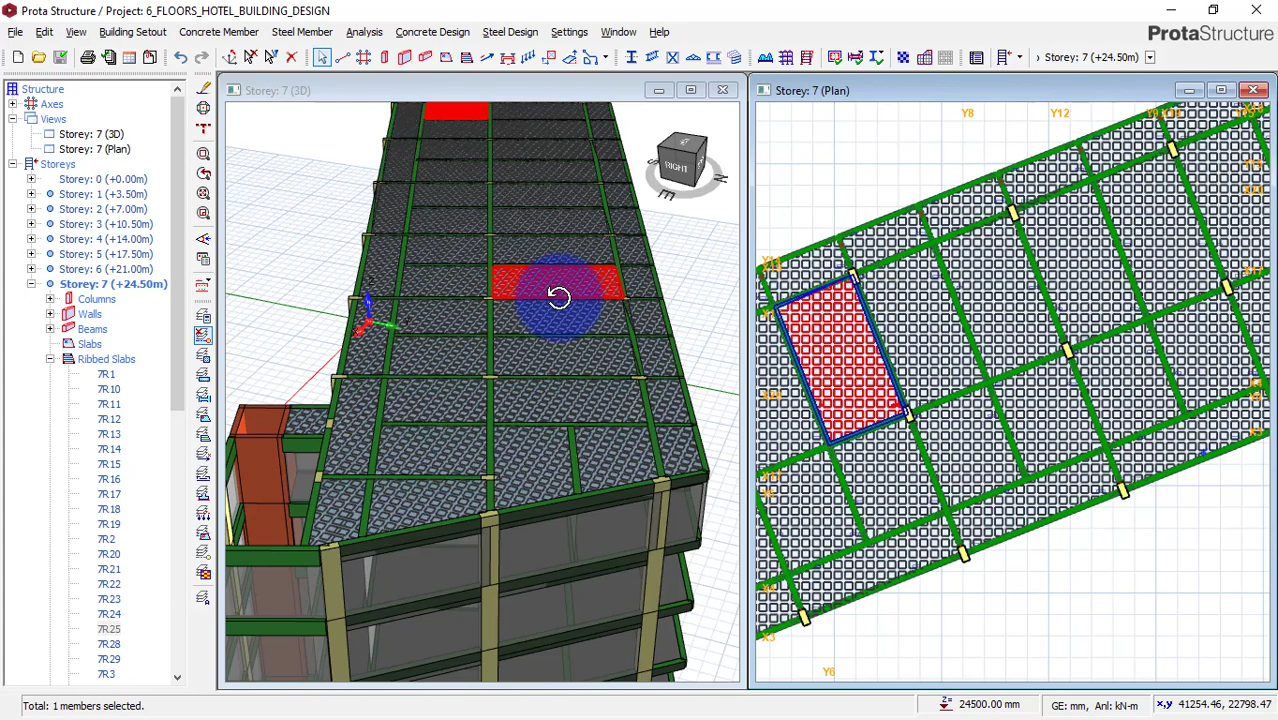 Prota Structure / Project: 6_FLOORS_HOTEL_BUILDING_DESIGN
File Edit View Building Setout Concrete Member Steel Member Analysis Concrete Design Steel Design Settings Window Help
ProtaStructure
Storey: 7 (+24.50m)
Structure
Axes
Views
Storey: 7 (3D)
Storey: 7 (Plan)
Storeys
Storey: 0 (+0.00m)
Storey: 1 (+3.50m)
Storey: 2 (+7.00m)
Storey: 3 (+10.50m)
Storey: 4 (+14.00m)
Storey: 5 (+17.50m)
Storey: 6 (+21.00m)
Storey: 7 (+24.50m)
Columns
Walls
Beams
Slabs
Ribbed Slabs
7R1
7R10
7R11
7R12
7R13
7R14
7R15
7R16
7R17
7R18
7R19
7R2
7R20
7R21
7R22
7R23
7R24
7R25
7R28
7R29
7R3
Storey: 7 (3D)
RIGHT
N
E
Storey: 7 (Plan)
Y8
Y12
X3
Y6
Total: 1 members selected.
Z= 24500.00 mm
GE: mm, Anl: kN-m
x,y 41254.46, 22798.47